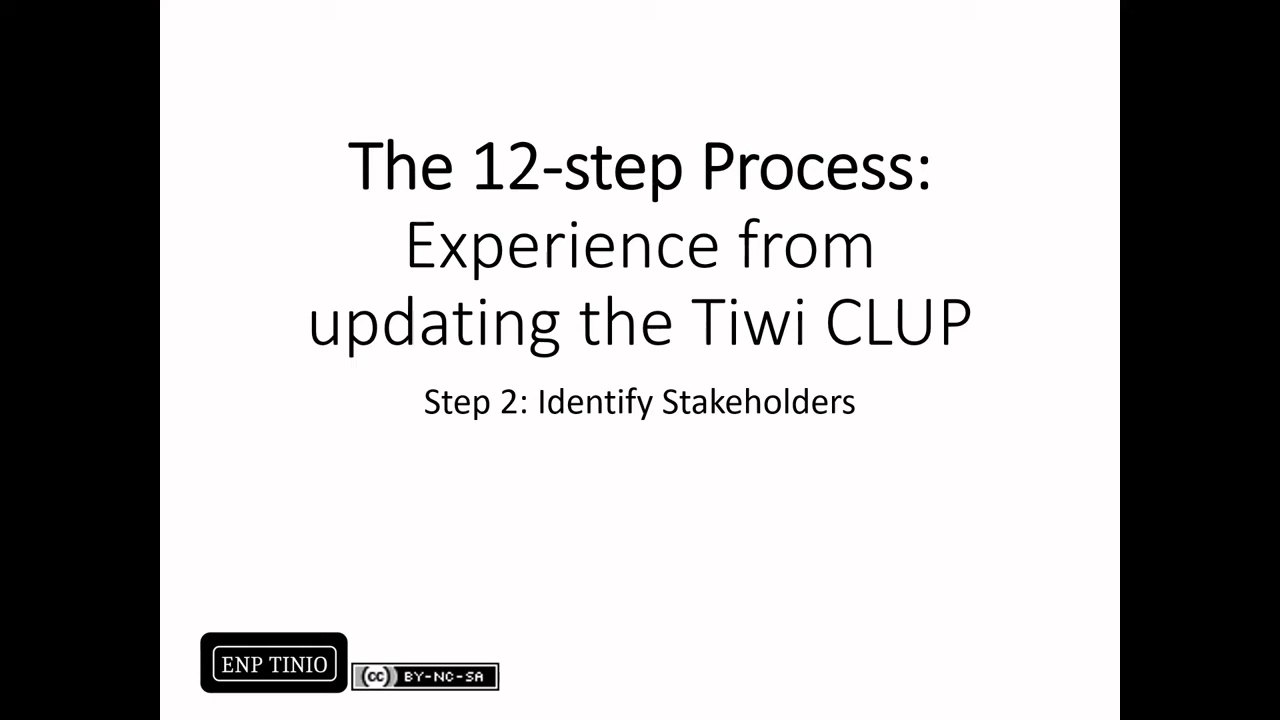 The 12-step Process:
Experience from
updating the Tiwi CLUP
Step 2: Identify Stakeholders
ENP TINIO
cc BY-NC-SA